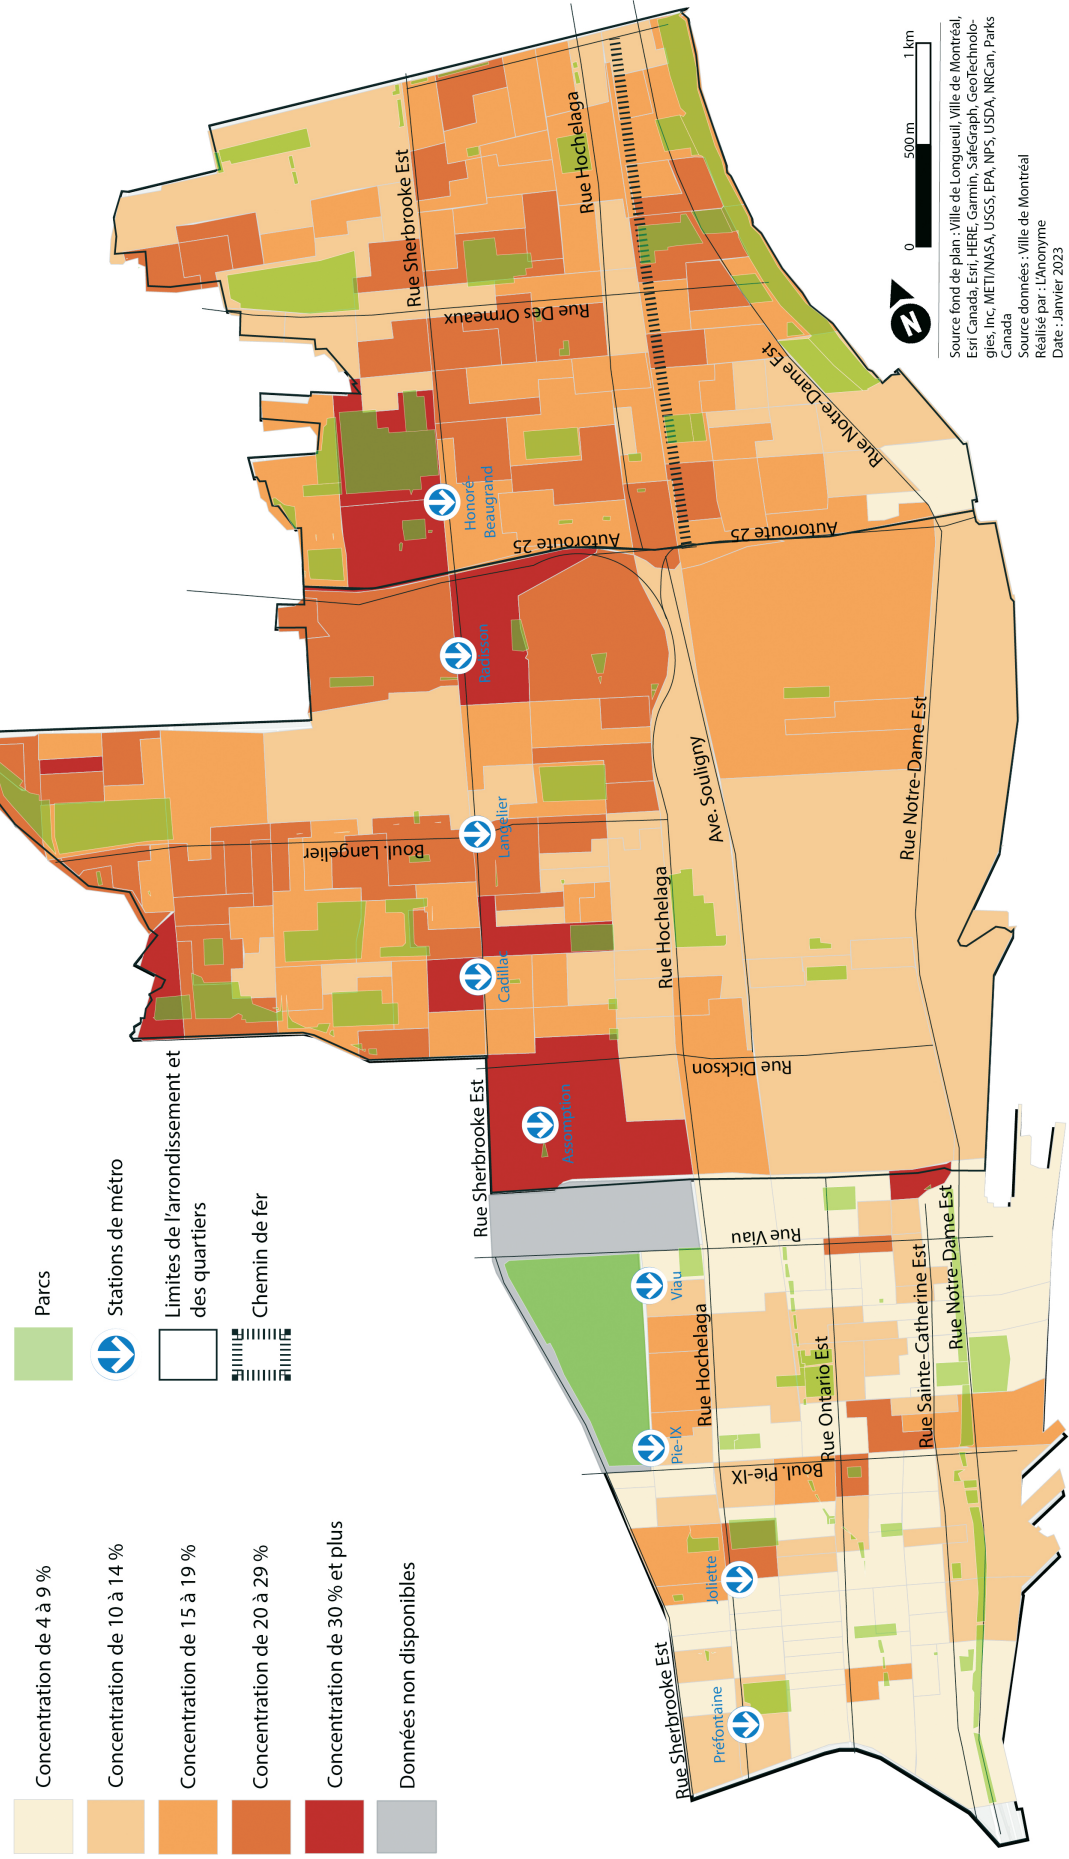 Concentration de 4 à 9 %
Concentration de 10 à 14 %
Concentration de 15 à 19 %
Concentration de 20 à 29 %
Concentration de 30 % et plus
Données non disponibles
Parcs
Stations de métro
Limites de l'arrondissement et
des quartiers
Chemin de fer
Rue Sherbrooke Est
Préfontaine
Joliette
Pie-IX
Viau
Boul. Pie-IX
Rue Hochelaga
Rue Ontario Est
Rue Sainte-Catherine Est
Rue Notre-Dame Est
Rue Viau
Rue Sherbrooke Est
Assomption
Rue Dickson
Cadillac
Langelier
Boul. Langelier
Rue Hochelaga
Ave. Souligny
Rue Notre-Dame Est
Radisson
Honoré-
Beaugrand
Autoroute 25
Autoroute 25
Rue Notre-Dame Est
Rue Des Ormeaux
Rue Sherbrooke Est
Rue Hochelaga
N
0
500 m
1 km
Source fond de plan : Ville de Longueuil, Ville de Montréal,
Esri Canada, Esri, HERE, Garmin, SafeGraph, GeoTechnolo-
gies, Inc, METI/NASA, USGS, EPA, NPS, USDA, NRCan, Parks
Canada
Source données : Ville de Montréal
Réalisé par : L'Anonyme
Date : Janvier 2023